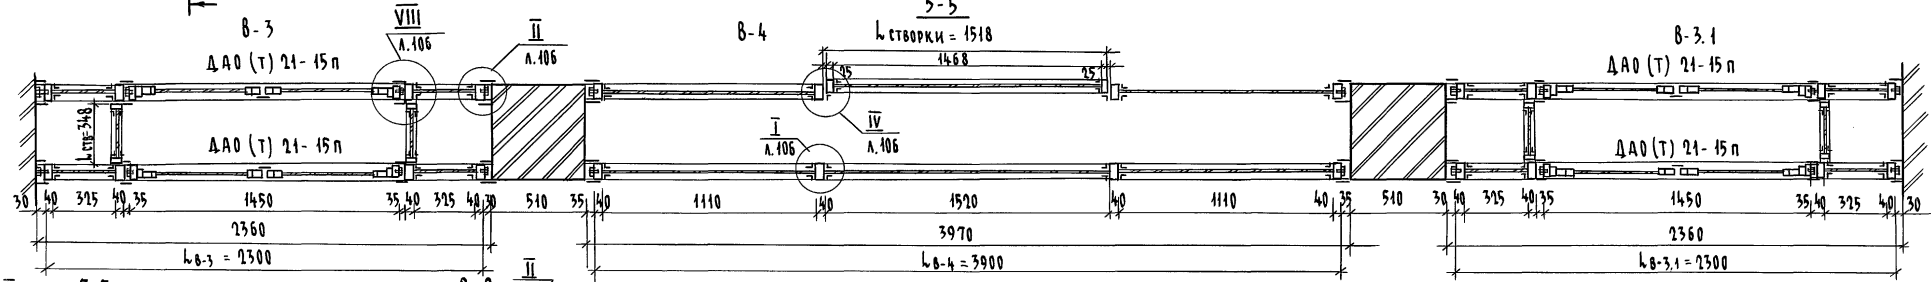 5-5
В-3
VIII
л.106
II
л.106
В-4
Lстворки = 1518
1468
25
25
В-3.1
ДАО (Т) 21-15п
ДАО (Т) 21-15п
Lств=340
I
л.106
IV
л.106
ДАО (Т) 21-15п
ДАО (Т) 21-15п
30 40 325 40 35 1450 35 40 325 40 30 510 35 40 1110 40 1520 40 1110 40 35 510 30 40 325 40 35 1450 35 40 325 40 30
2360
3970
2360
Lв-3 = 2300
Lв-4 = 3900
Lв-3.1 = 2300
II